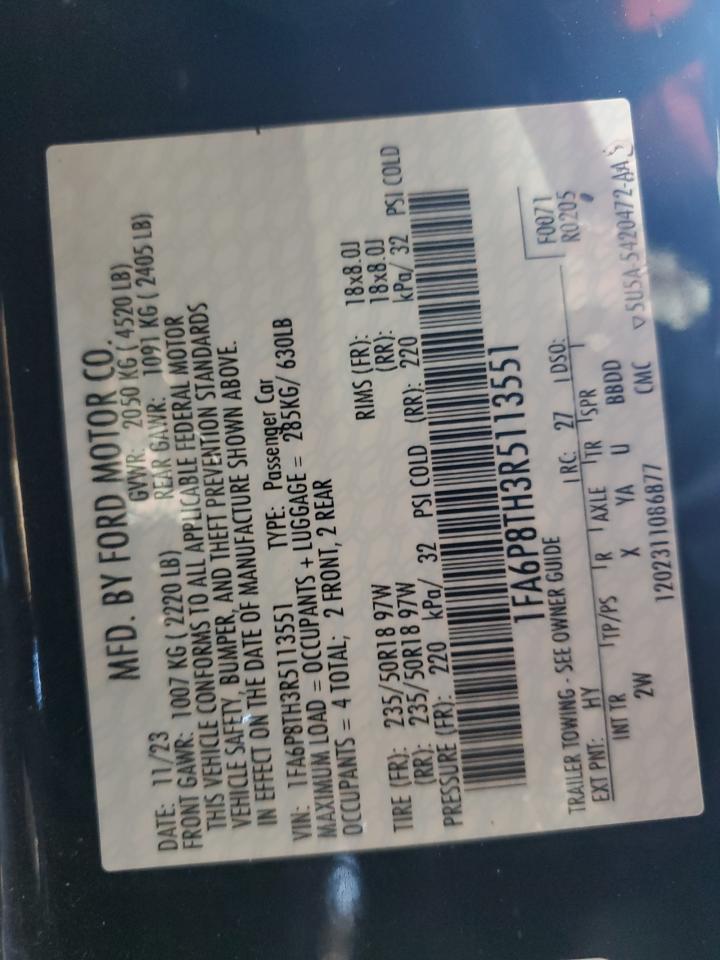 MFD. BY FORD MOTOR CO.
DATE: 11/23 GVWR: 2050 KG ( 4520 LB)
FRONT GAWR: 1007 KG ( 2220 LB) REAR GAWR: 1091 KG ( 2405 LB)
THIS VEHICLE CONFORMS TO ALL APPLICABLE FEDERAL MOTOR
VEHICLE SAFETY, BUMPER, AND THEFT PREVENTION STANDARDS
IN EFFECT ON THE DATE OF MANUFACTURE SHOWN ABOVE.
VIN: 1FA6P8TH3R5113551 TYPE: Passenger Car
MAXIMUM LOAD = OCCUPANTS + LUGGAGE = 285KG/ 630LB
OCCUPANTS = 4 TOTAL; 2 FRONT, 2 REAR
TIRE (FR): 235/50R18 97W RIMS (FR): 18x8.0J
(RR): 235/50R18 97W (RR): 18x8.0J
PRESSURE (FR): 220 kPa/ 32 PSI COLD (RR): 220 kPa/ 32 PSI COLD
1FA6P8TH3R5113551
F0071
R0205
TRAILER TOWING - SEE OWNER GUIDE
EXT PNT: HY RC: 27 DSO:
INT TR TP/PS R AXLE TR SPR
2W X YA U BBDD
1202311086877 CMC ▽5U5A-5420472-AA